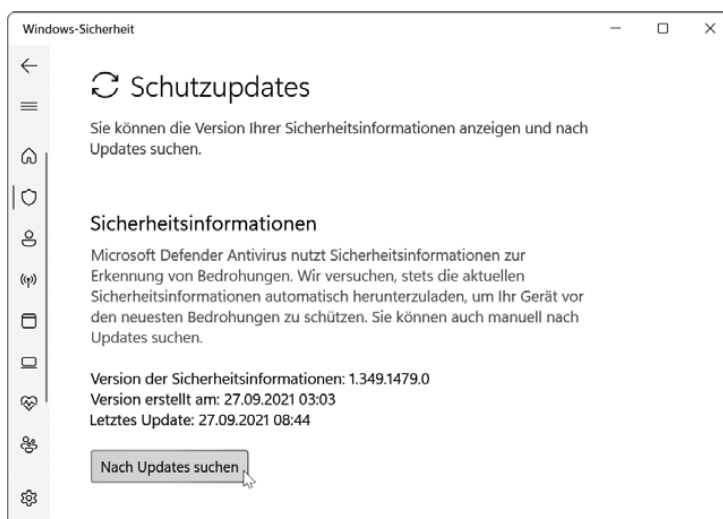 Windows-Sicherheit
Schutzupdates
Sie können die Version Ihrer Sicherheitsinformationen anzeigen und nach
Updates suchen.
Sicherheitsinformationen
Microsoft Defender Antivirus nutzt Sicherheitsinformationen zur
Erkennung von Bedrohungen. Wir versuchen, stets die aktuellen
Sicherheitsinformationen automatisch herunterzuladen, um Ihr Gerät vor
den neuesten Bedrohungen zu schützen. Sie können auch manuell nach
Updates suchen.
Version der Sicherheitsinformationen: 1.349.1479.0
Version erstellt am: 27.09.2021 03:03
Letztes Update: 27.09.2021 08:44
Nach Updates suchen